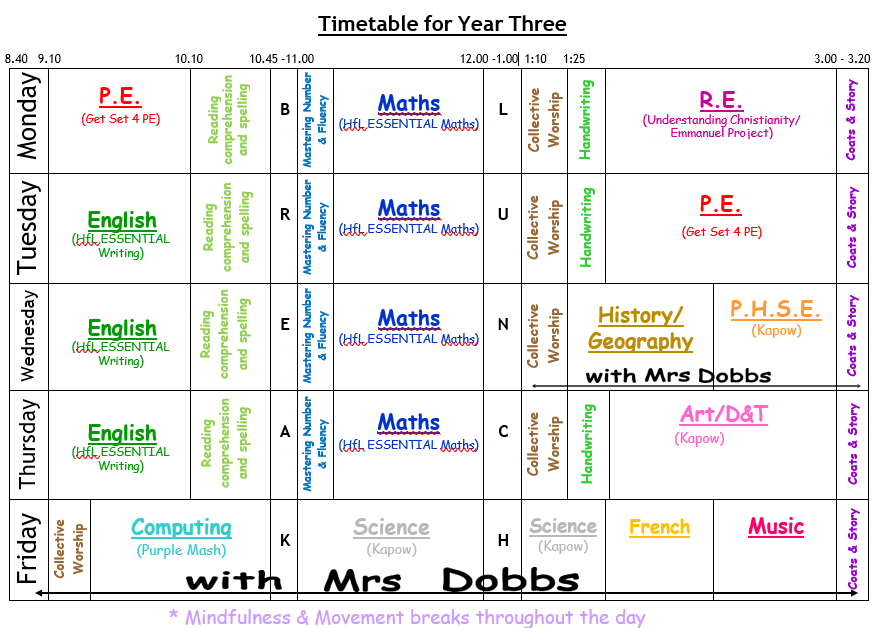 Timetable for Year Three
8.40 9.10 10.10 10.45 -11.00 12.00 -1.00 1:10 1:25 3.00 - 3.20
Monday
P.E.
(Get Set 4 PE)
Reading
comprehension
and spelling
B
Mastering Number
& Fluency
Maths
(HfL ESSENTIAL Maths)
L
Collective
Worship
Handwriting
R.E.
(Understanding Christianity/
Emmanuel Project)
Coats & Story
Tuesday
English
(HfL ESSENTIAL
Writing)
Reading
comprehension
and spelling
R
Mastering Number
& Fluency
Maths
(HfL ESSENTIAL Maths)
U
Collective
Worship
Handwriting
P.E.
(Get Set 4 PE)
Coats & Story
Wednesday
English
(HfL ESSENTIAL
Writing)
Reading
comprehension
and spelling
E
Mastering Number
& Fluency
Maths
(HfL ESSENTIAL Maths)
N
Collective
Worship
History/
Geography
P.H.S.E.
(Kapow)
with Mrs Dobbs
Coats & Story
Thursday
English
(HfL ESSENTIAL
Writing)
Reading
comprehension
and spelling
A
Mastering Number
& Fluency
Maths
(HfL ESSENTIAL Maths)
C
Collective
Worship
Handwriting
Art/D&T
(Kapow)
Coats & Story
Friday
Collective
Worship
Computing
(Purple Mash)
K
Science
(Kapow)
H
Science
(Kapow)
French
Music
Coats & Story
with Mrs Dobbs
* Mindfulness & Movement breaks throughout the day